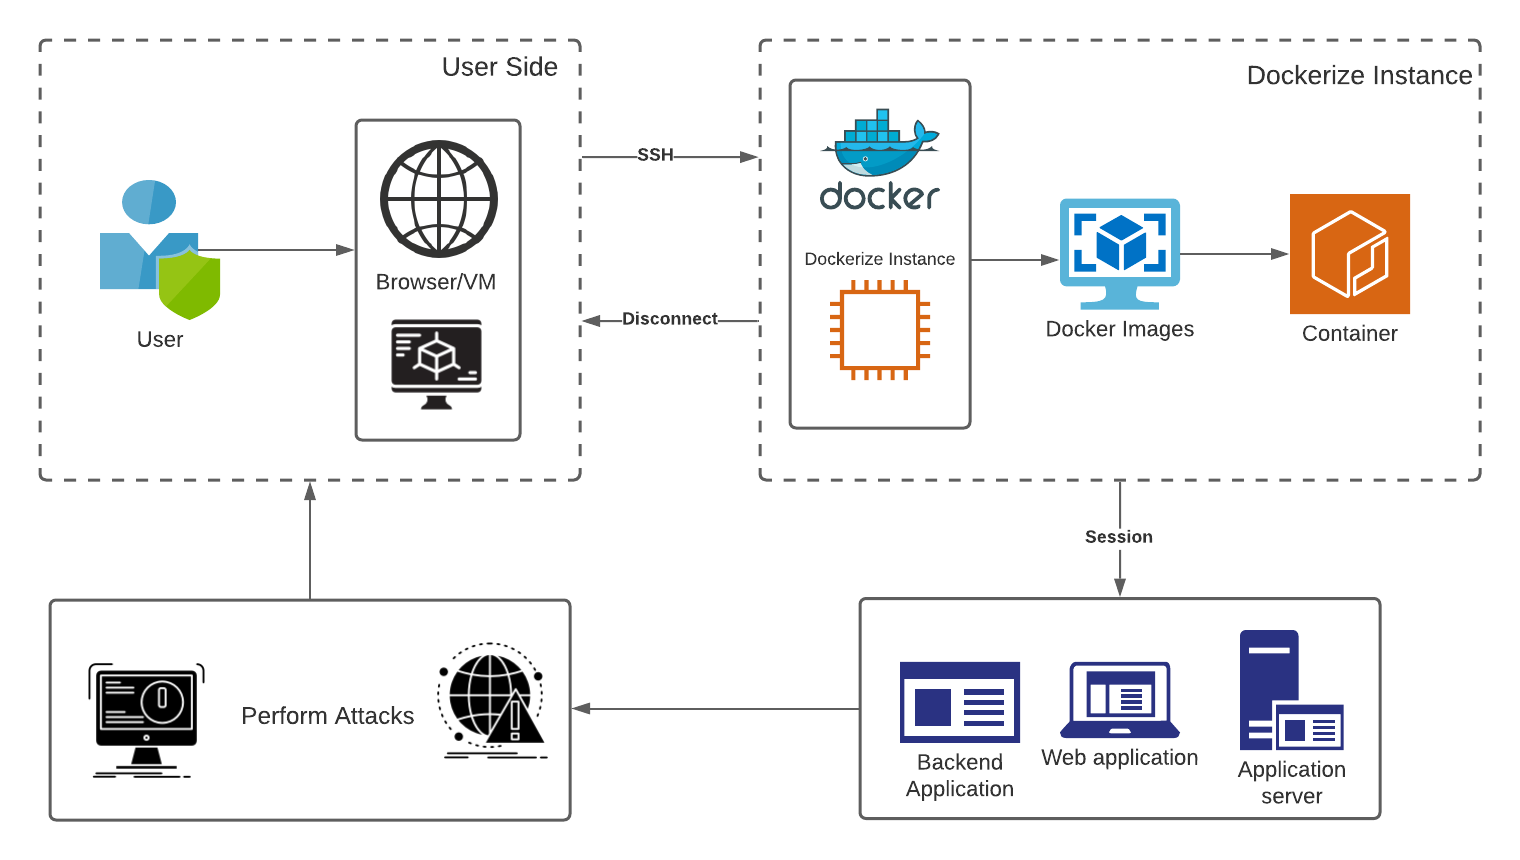 User Side
Dockerize Instance
SSH
docker
Dockerize Instance
Browser/VM
User
Disconnect
Docker Images
Container
Session
Perform Attacks
Backend
Application
Web application
Application
server